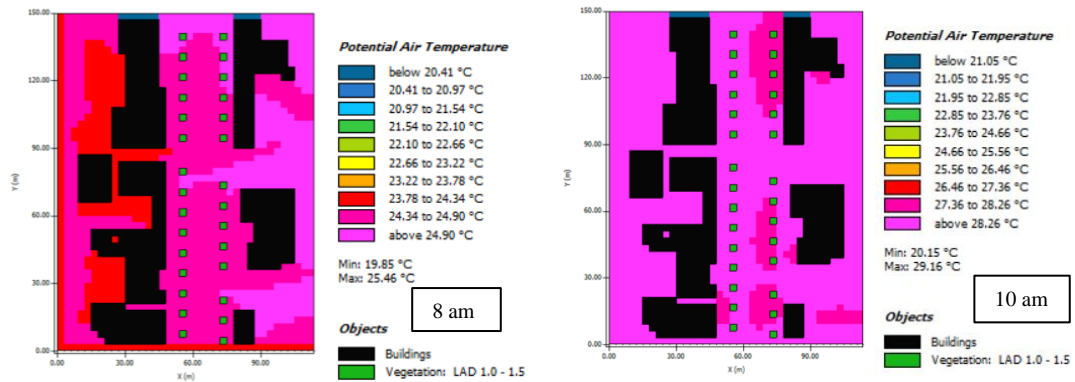 150.00
120.00
90.00
60.00
30.00
0.00
Y (m)
0.00 30.00 60.00 90.00
X (m)
Potential Air Temperature
below 20.41 °C
20.41 to 20.97 °C
20.97 to 21.54 °C
21.54 to 22.10 °C
22.10 to 22.66 °C
22.66 to 23.22 °C
23.22 to 23.78 °C
23.78 to 24.34 °C
24.34 to 24.90 °C
above 24.90 °C
Min: 19.85 °C
Max: 25.46 °C
8 am
Objects
Buildings
Vegetation: LAD 1.0 - 1.5
150.00
120.00
90.00
60.00
30.00
0.00
Y (m)
0.00 30.00 60.00 90.00
X (m)
Potential Air Temperature
below 21.05 °C
21.05 to 21.95 °C
21.95 to 22.85 °C
22.85 to 23.76 °C
23.76 to 24.66 °C
24.66 to 25.56 °C
25.56 to 26.46 °C
26.46 to 27.36 °C
27.36 to 28.26 °C
above 28.26 °C
Min: 20.15 °C
Max: 29.16 °C
10 am
Objects
Buildings
Vegetation: LAD 1.0 - 1.5